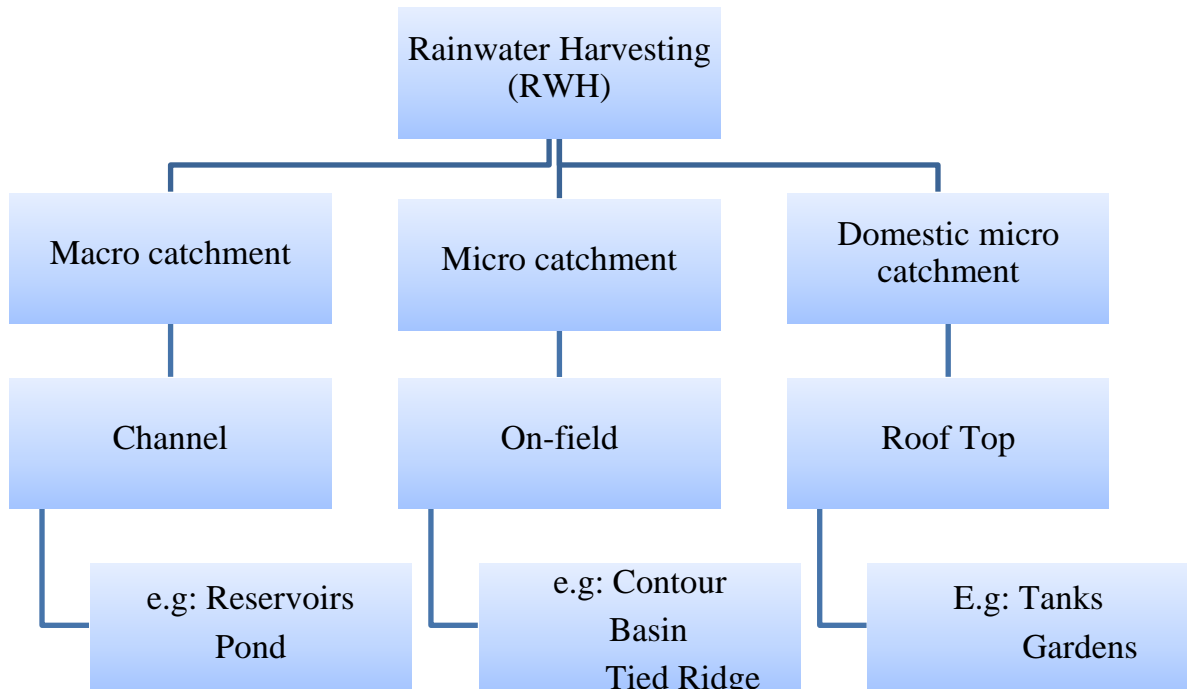 Rainwater Harvesting
(RWH)
Macro catchment
Micro catchment
Domestic micro
catchment
Channel
On-field
Roof Top
e.g: Reservoirs
Pond
e.g: Contour
Basin
Tied Ridge
E.g: Tanks
Gardens